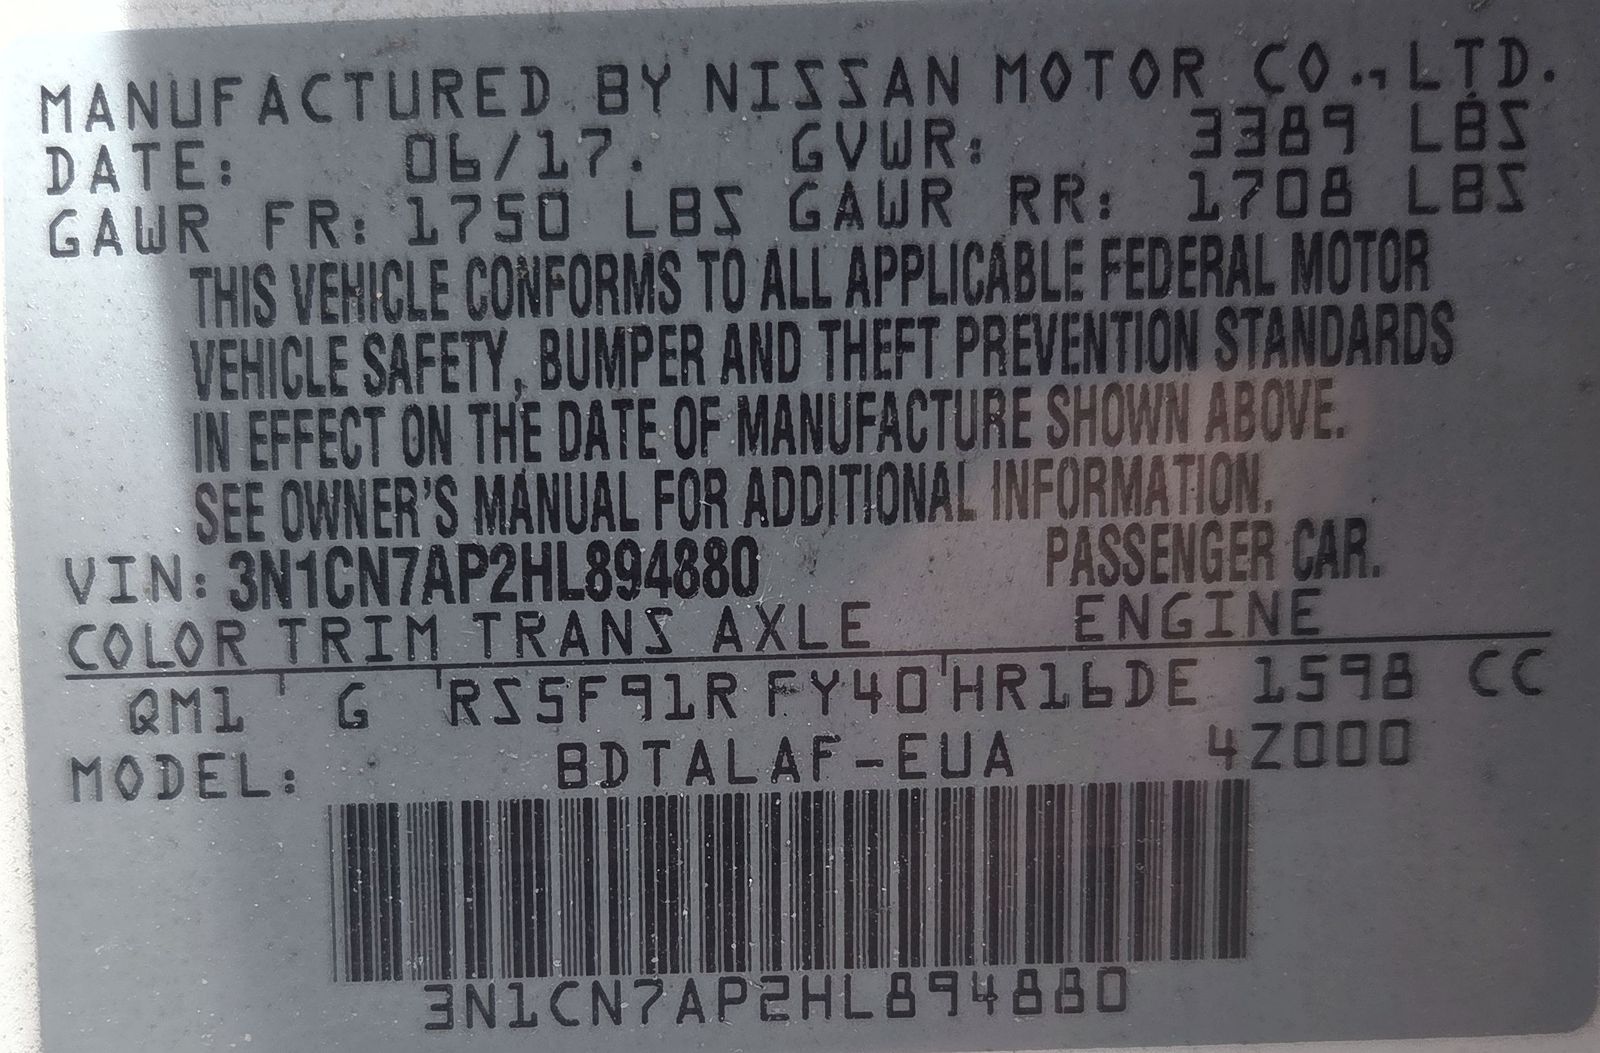 MANUFACTURED BY NISSAN MOTOR CO., LTD.
DATE: 06/17. GVWR: 3389 LBS
GAWR FR: 1750 LBS GAWR RR: 1708 LBS
THIS VEHICLE CONFORMS TO ALL APPLICABLE FEDERAL MOTOR
VEHICLE SAFETY, BUMPER AND THEFT PREVENTION STANDARDS
IN EFFECT ON THE DATE OF MANUFACTURE SHOWN ABOVE.
SEE OWNER'S MANUAL FOR ADDITIONAL INFORMATION.
VIN: 3N1CN7AP2HL894880 PASSENGER CAR.
COLOR TRIM TRANS AXLE ENGINE
QM1 G RS5F91R FY40 HR16DE 1598 CC
MODEL: BDTALAF-EUA 4Z000
3N1CN7AP2HL894880